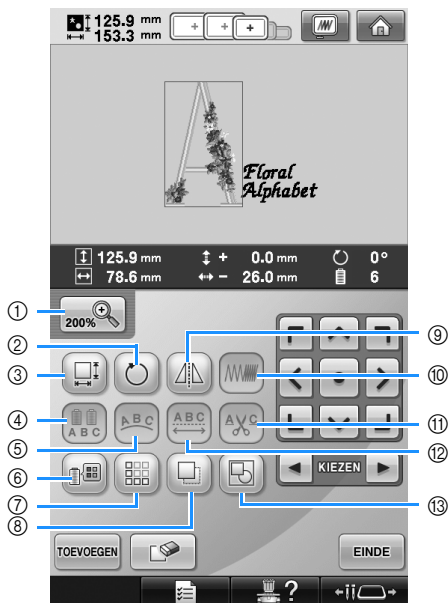 125.9 mm
153.3 mm
Floral
Alphabet
125.9 mm + 0.0 mm 0°
78.6 mm − 26.0 mm 6
① 200%
② ⑨
③ ⑩
④ A B C
⑤ ABC
ABC ⑫
A C ⑪
⑥
⑦
⑧ ⑬
KIEZEN
TOEVOEGEN EINDE
?